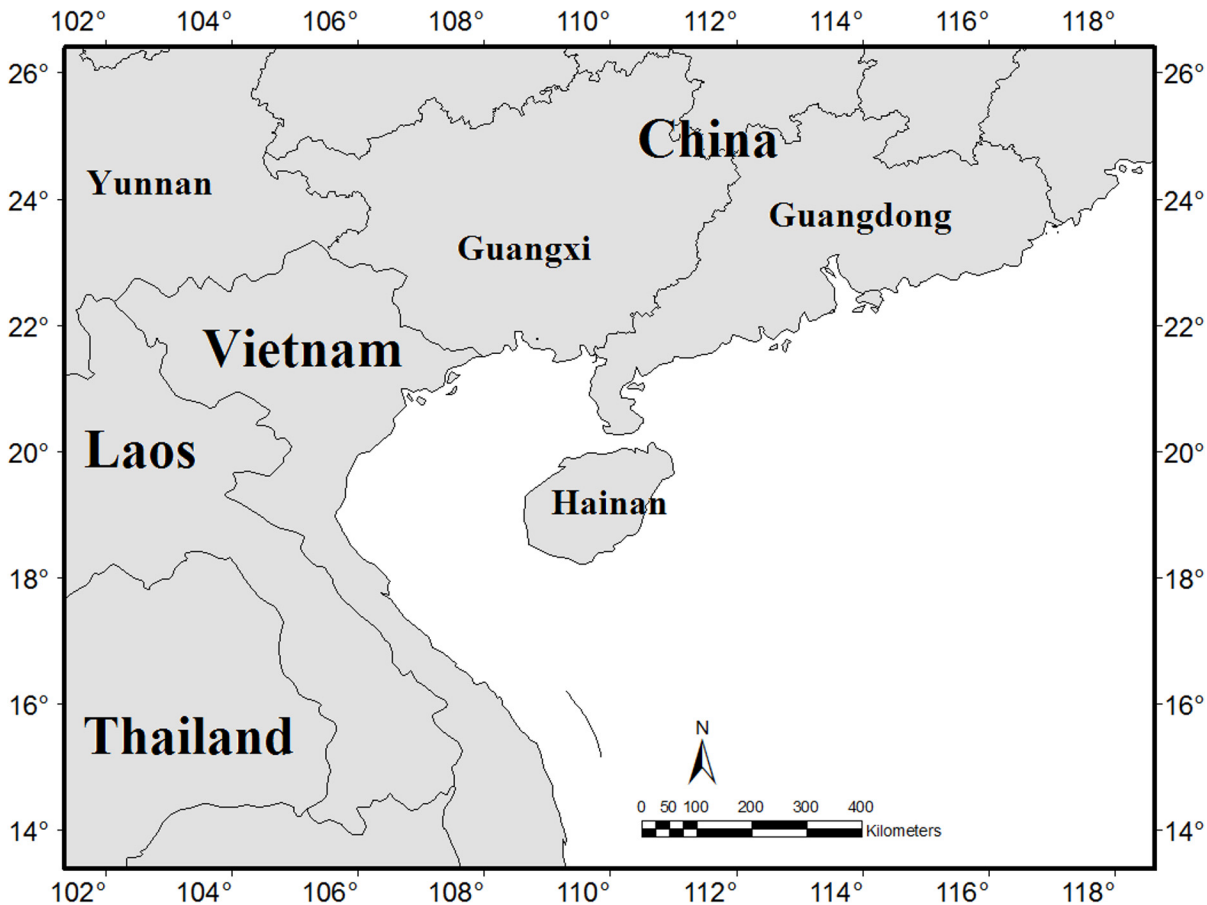 102° 104° 106° 108° 110° 112° 114° 116° 118°
26° 26°
China
Yunnan
24° 24°
Guangdong
Guangxi
22° 22°
Vietnam
Laos
20° 20°
Hainan
18° 18°
16° 16°
Thailand
N
0 50 100 200 300 400
Kilometers
14° 14°
102° 104° 106° 108° 110° 112° 114° 116° 118°